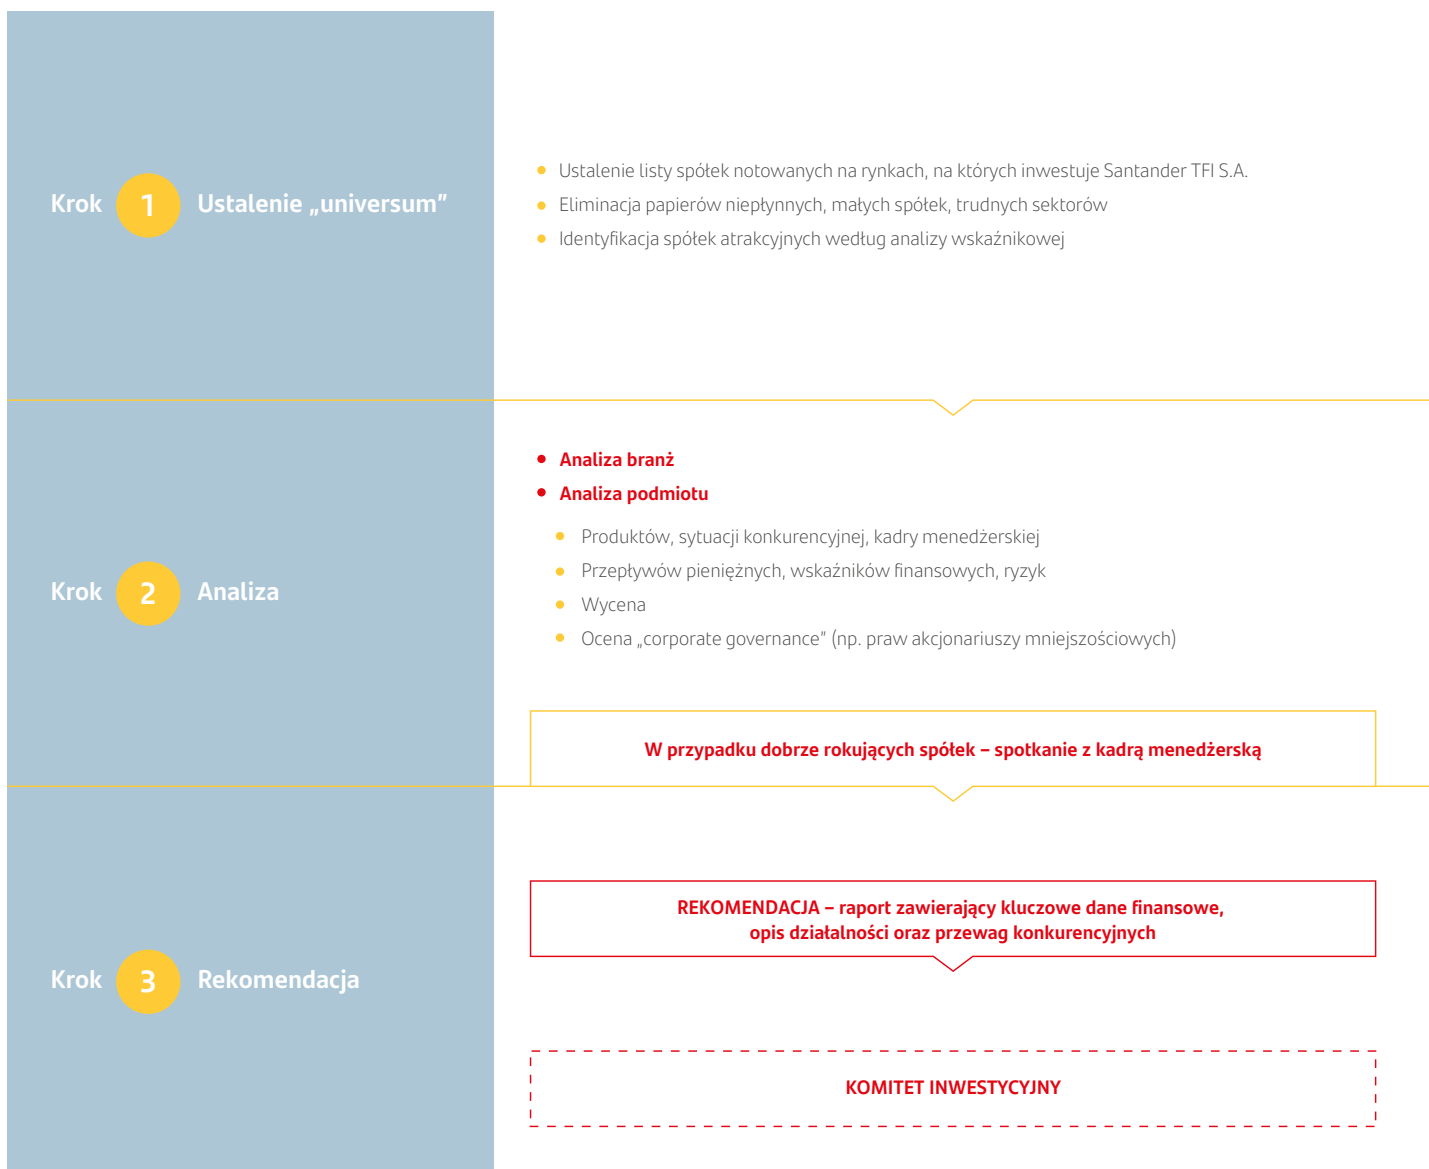 Krok 1 Ustalenie „universum”
Ustalenie listy spółek notowanych na rynkach, na których inwestuje Santander TFI S.A.
Eliminacja papierów niepłynnych, małych spółek, trudnych sektorów
Identyfikacja spółek atrakcyjnych według analizy wskaźnikowej
Krok 2 Analiza
Analiza branż
Analiza podmiotu
Produktów, sytuacji konkurencyjnej, kadry menedżerskiej
Przepływów pieniężnych, wskaźników finansowych, ryzyk
Wycena
Ocena „corporate governance” (np. praw akcjonariuszy mniejszościowych)
W przypadku dobrze rokujących spółek – spotkanie z kadrą menedżerską
Krok 3 Rekomendacja
REKOMENDACJA – raport zawierający kluczowe dane finansowe,
opis działalności oraz przewag konkurencyjnych
KOMITET INWESTYCYJNY